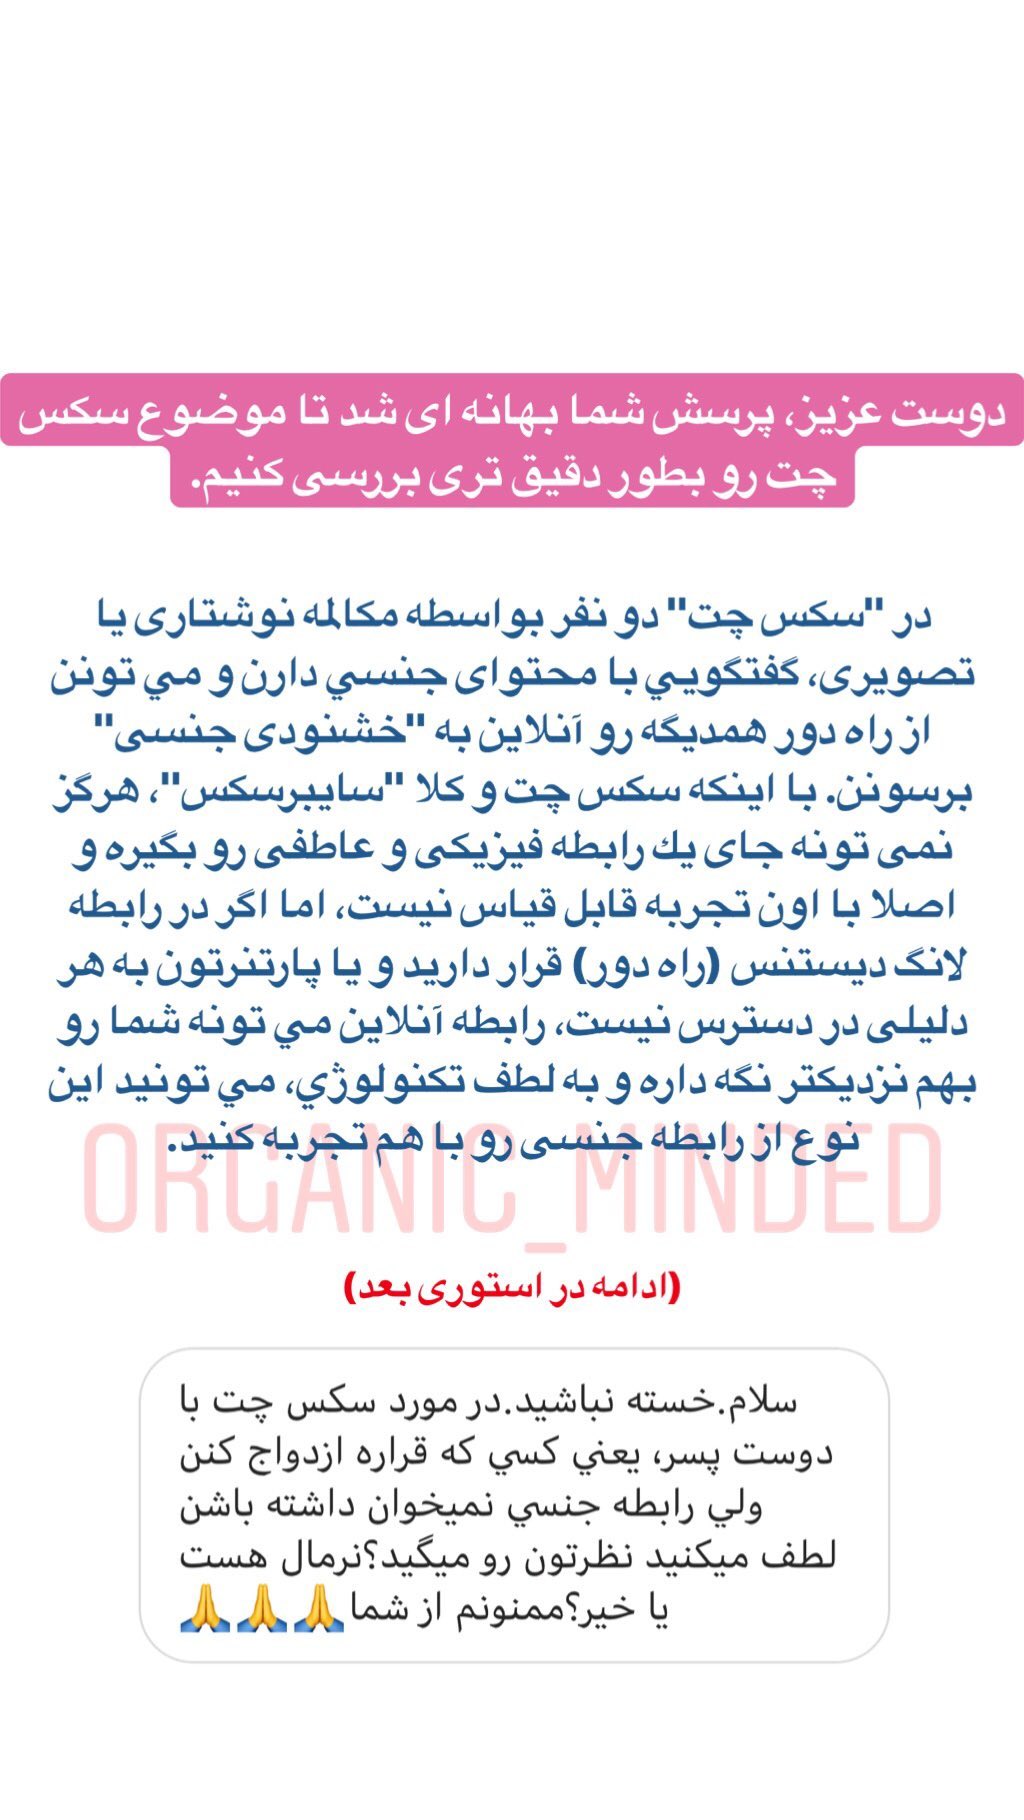 دوست عزیز، پرسش شما بهانه ای شد تا موضوع سکس
چت رو بطور دقیق تری بررسی کنیم.
در "سکس چت" دو نفر بواسطه مکالمه نوشتاری یا
تصویری، گفتگويي با محتوای جنسي دارن و مي تونن
از راه دور همدیگه رو آنلاین به "خشنودی جنسی"
برسونن. با اینکه سکس چت و کلا "سایبرسکس"، هرگز
نمی تونه جای يك رابطه فیزیکی و عاطفی رو بگیره و
اصلا با اون تجربه قابل قیاس نیست، اما اگر در رابطه
لانگ دیستنس (راه دور) قرار دارید و یا پارتنرتون به هر
دلیلی در دسترس نیست، رابطه آنلاین مي تونه شما رو
بهم نزدیکتر نگه داره و به لطف تکنولوژي، مي تونید این
نوع از رابطه جنسی رو با هم تجربه کنید.
ORGANIC_MINDED
(ادامه در استوری بعد)
سلام.خسته نباشید.در مورد سکس چت با
دوست پسر، یعني کسي که قراره ازدواج کنن
ولي رابطه جنسي نمیخوان داشته باشن
لطف میکنید نظرتون رو میگید؟نرمال هست
یا خیر؟ممنونم از شما🙏🙏🙏